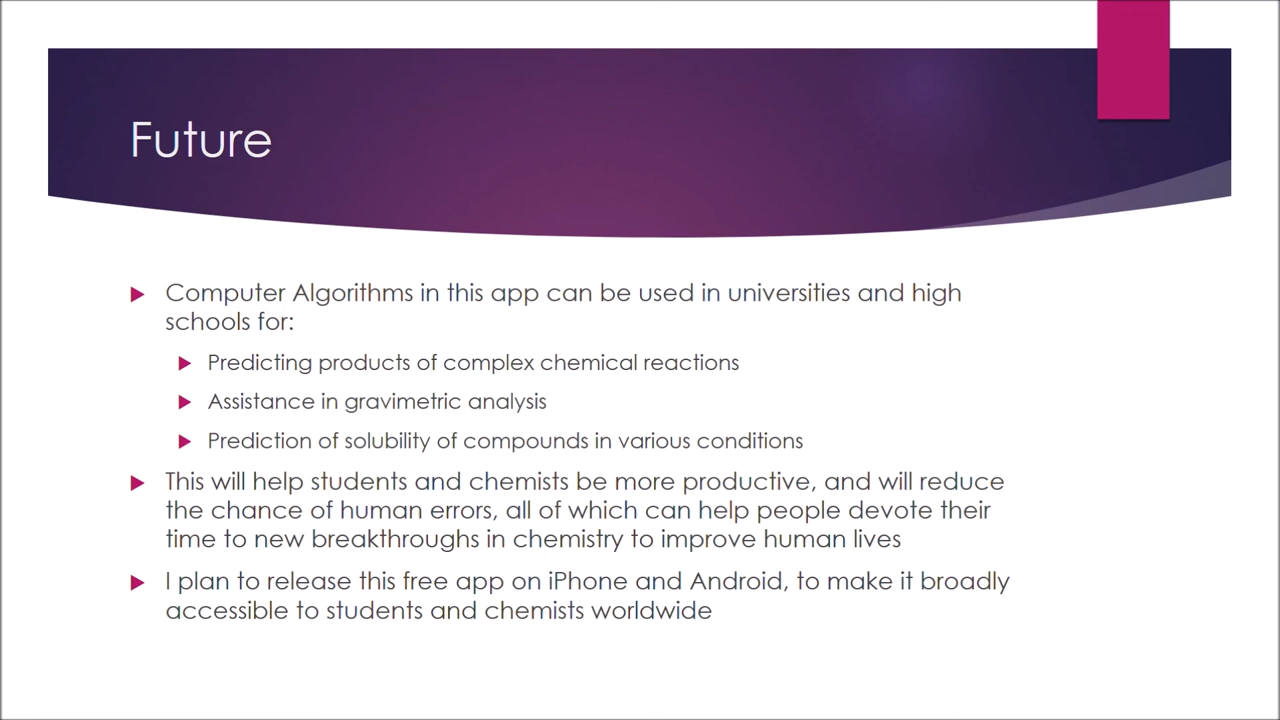 Future
Computer Algorithms in this app can be used in universities and high
schools for:
Predicting products of complex chemical reactions
Assistance in gravimetric analysis
Prediction of solubility of compounds in various conditions
This will help students and chemists be more productive, and will reduce
the chance of human errors, all of which can help people devote their
time to new breakthroughs in chemistry to improve human lives
I plan to release this free app on iPhone and Android, to make it broadly
accessible to students and chemists worldwide